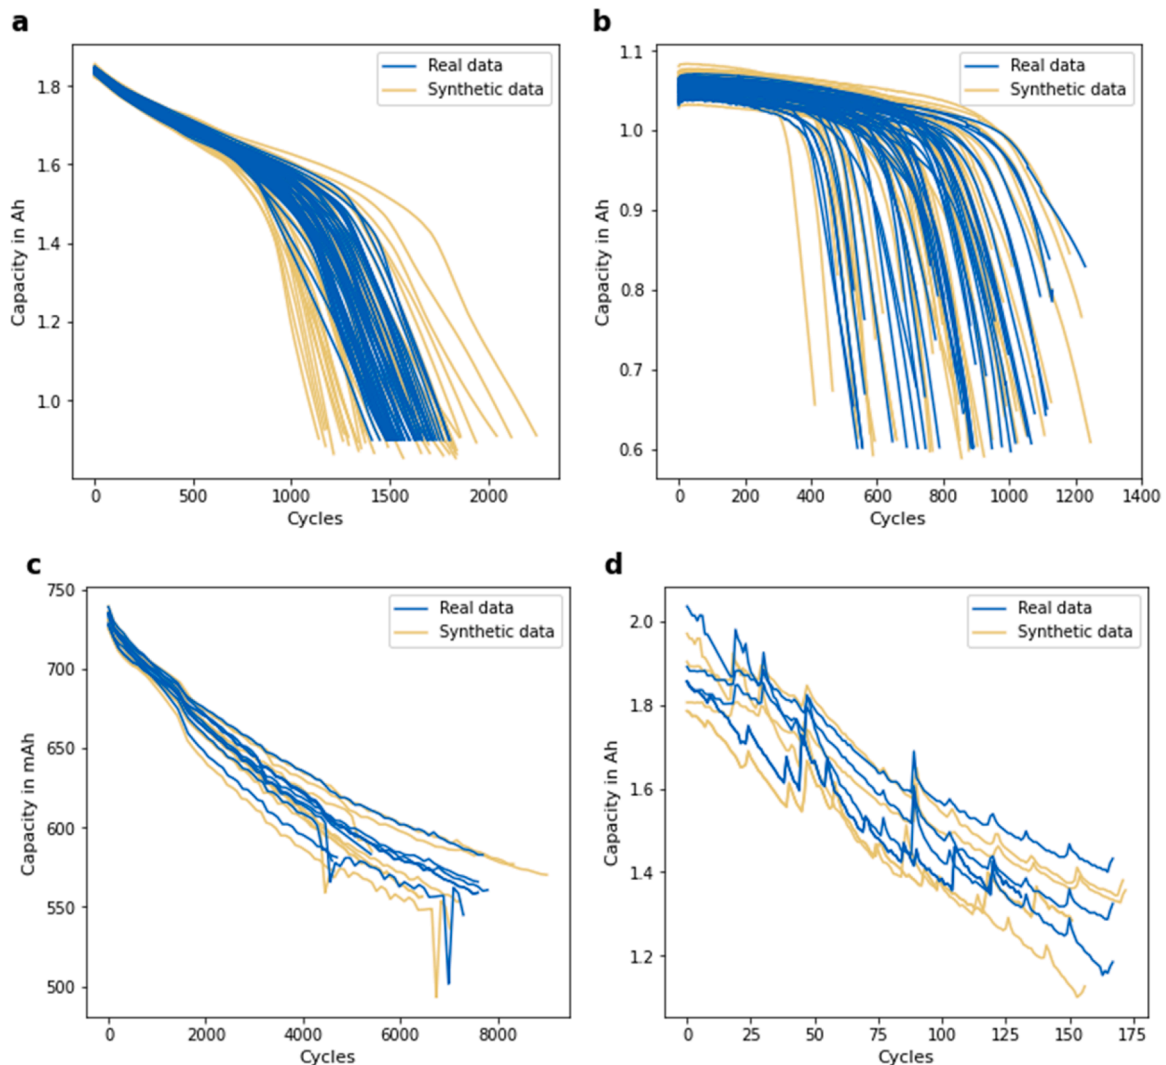 a
Real data
Synthetic data
Capacity in Ah
1.8
1.6
1.4
1.2
1.0
0
500
1000
1500
2000
Cycles
b
Real data
Synthetic data
Capacity in Ah
1.1
1.0
0.9
0.8
0.7
0.6
0
200
400
600
800
1000
1200
1400
Cycles
c
Real data
Synthetic data
Capacity in mAh
750
700
650
600
550
500
0
2000
4000
6000
8000
Cycles
d
Real data
Synthetic data
Capacity in Ah
2.0
1.8
1.6
1.4
1.2
0
25
50
75
100
125
150
175
Cycles